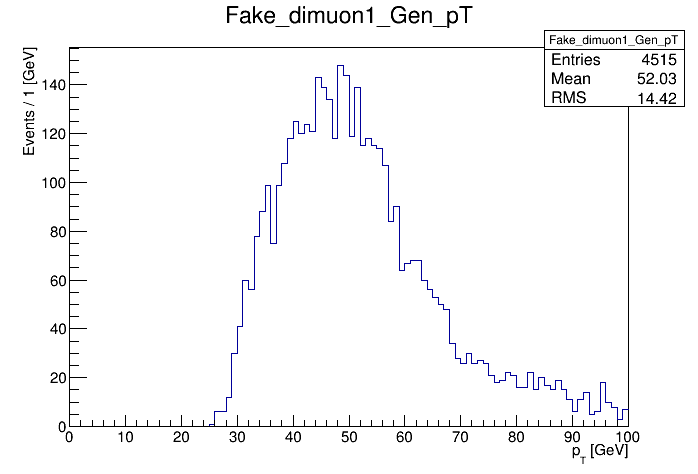 Fake_dimuon1_Gen_pT
Fake_dimuon1_Gen_pT
Entries 4515
Mean 52.03
RMS 14.42
Events / 1 [GeV]
140
120
100
80
60
40
20
0
0 10 20 30 40 50 60 70 80 90 100
p_T [GeV]